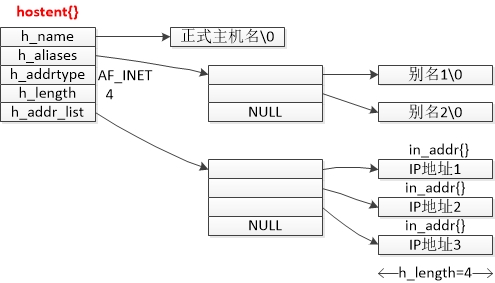 hostent{}
h_name
正式主机名\0
h_aliases
h_addrtype
AF_INET
h_length
4
h_addr_list
别名1\0
别名2\0
NULL
in_addr{}
IP地址1
in_addr{}
IP地址2
in_addr{}
IP地址3
NULL
h_length=4